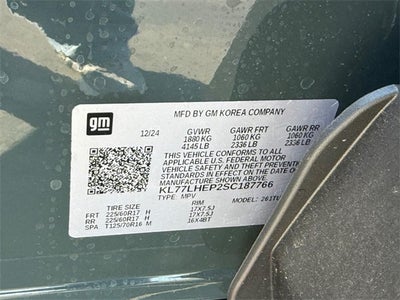 gm
MFD BY GM KOREA COMPANY
12/24 GVWR GAWR FRT GAWR RR
1880 KG 1060 KG 1060 KG
4145 LB 2336 LB 2336 LB
THIS VEHICLE CONFORMS TO ALL
APPLICABLE U.S. FEDERAL MOTOR
VEHICLE SAFETY AND THEFT
PREVENTION STANDARDS IN EFFECT
ON THE DATE OF
KL77LHEP2SC187766
TYPE: MPV MODEL: 261TU
TIRE SIZE RIM
FRT 225/60R17 H 17X7.5J
RR 225/60R17 H 17X7.5J
SPA T125/70R16 M 16X4BT